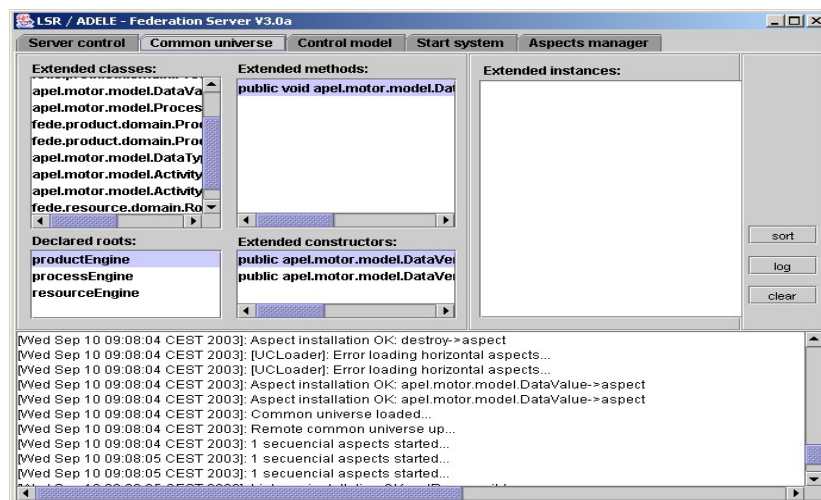 LSR / ADELE - Federation Server V3.0a
Server control
Common universe
Control model
Start system
Aspects manager
Extended classes:
apel.motor.model.DataVa
apel.motor.model.Proces
fede.product.domain.Pro
fede.product.domain.Pro
apel.motor.model.DataTy
apel.motor.model.Activity
apel.motor.model.Activity
fede.resource.domain.Ro
Extended methods:
public void apel.motor.model.Dat
Extended instances:
Declared roots:
productEngine
processEngine
resourceEngine
Extended constructors:
public apel.motor.model.DataVe
public apel.motor.model.DataVe
sort
log
clear
[Wed Sep 10 09:08:04 CEST 2003]: Aspect installation OK: destroy->aspect
[Wed Sep 10 09:08:04 CEST 2003]: [UCLoader]: Error loading horizontal aspects...
[Wed Sep 10 09:08:04 CEST 2003]: [UCLoader]: Error loading horizontal aspects...
[Wed Sep 10 09:08:04 CEST 2003]: Aspect installation OK: apel.motor.model.DataValue->aspect
[Wed Sep 10 09:08:04 CEST 2003]: Aspect installation OK: apel.motor.model.DataValue->aspect
[Wed Sep 10 09:08:04 CEST 2003]: Common universe loaded...
[Wed Sep 10 09:08:04 CEST 2003]: Remote common universe up...
[Wed Sep 10 09:08:04 CEST 2003]: 1 secuencial aspects started...
[Wed Sep 10 09:08:05 CEST 2003]: 1 secuencial aspects started...
[Wed Sep 10 09:08:05 CEST 2003]: 1 secuencial aspects started...